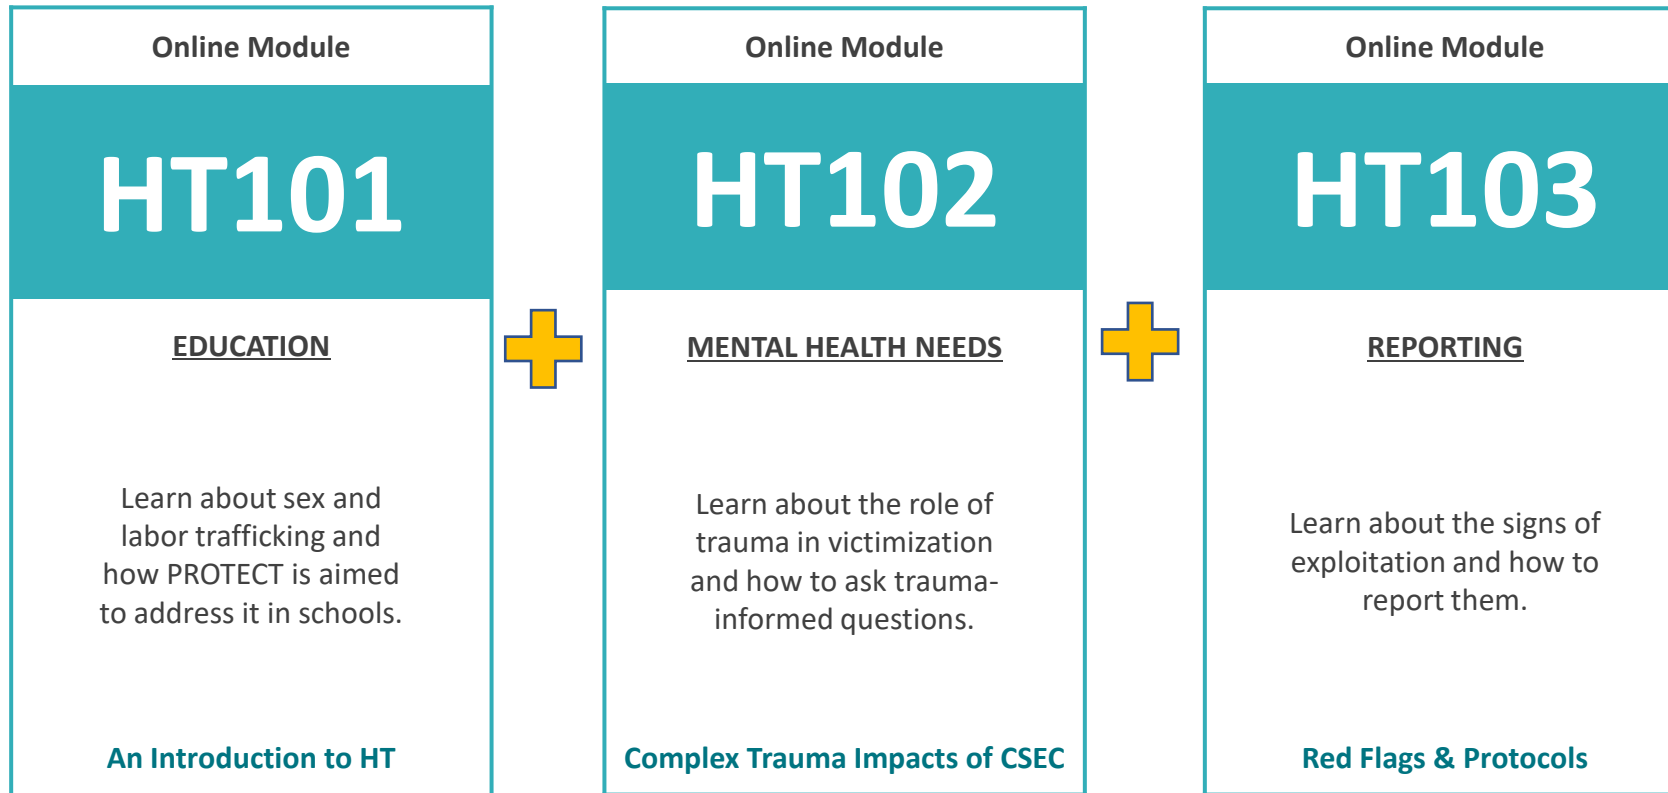 Online Module
HT101
EDUCATION
Learn about sex and
labor trafficking and
how PROTECT is aimed
to address it in schools.
An Introduction to HT
Online Module
HT102
MENTAL HEALTH NEEDS
Learn about the role of
trauma in victimization
and how to ask trauma-
informed questions.
Complex Trauma Impacts of CSEC
Online Module
HT103
REPORTING
Learn about the signs of
exploitation and how to
report them.
Red Flags & Protocols